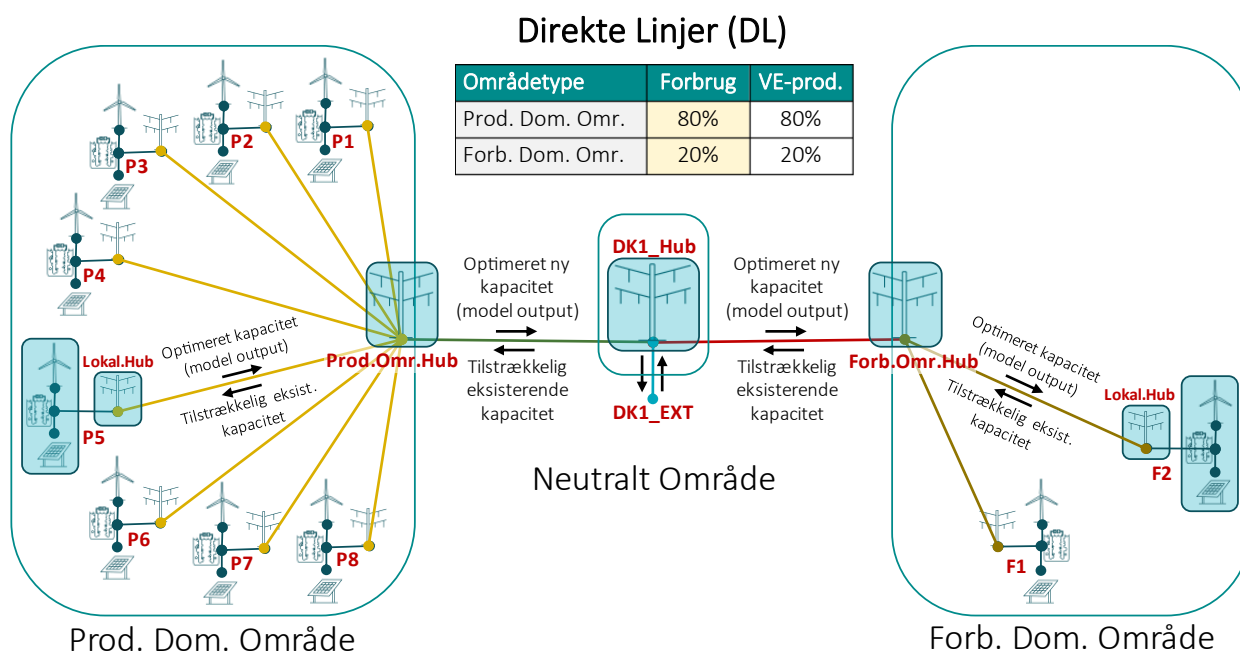 Direkte Linjer (DL)
Områdetype Forbrug VE-prod.
Prod. Dom. Omr. 80% 80%
Forb. Dom. Omr. 20% 20%
P3
P2
P1
P4
Lokal.Hub
P5
Optimeret kapacitet
(model output)
Tilstrækkelig eksist.
kapacitet
P6
P7
P8
Prod.Omr.Hub
Prod. Dom. Område
Optimeret ny
kapacitet
(model output)
Tilstrækkelig
eksisterende
kapacitet
DK1_Hub
DK1_EXT
Neutralt Område
Optimeret ny
kapacitet
(model output)
Tilstrækkelig
eksisterende
kapacitet
Forb.Omr.Hub
Optimeret kapacitet
(model output)
Tilstrækkelig eksist.
kapacitet
Lokal.Hub
F2
F1
Forb. Dom. Område